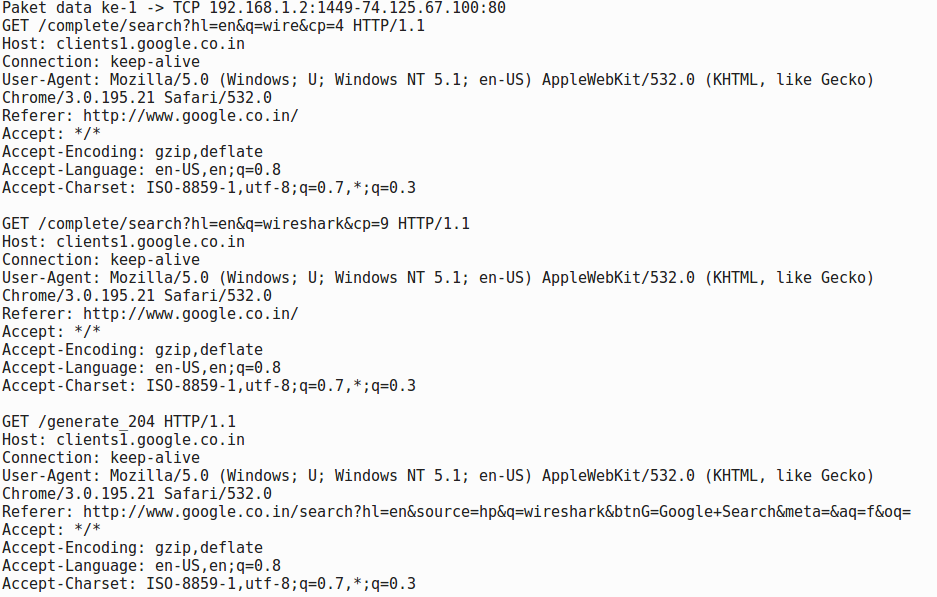 Paket data ke-1 -> TCP 192.168.1.2:1449-74.125.67.100:80
GET /complete/search?hl=en&q=wire&cp=4 HTTP/1.1
Host: clients1.google.co.in
Connection: keep-alive
User-Agent: Mozilla/5.0 (Windows; U; Windows NT 5.1; en-US) AppleWebKit/532.0 (KHTML, like Gecko)
Chrome/3.0.195.21 Safari/532.0
Referer: http://www.google.co.in/
Accept: */*
Accept-Encoding: gzip,deflate
Accept-Language: en-US,en;q=0.8
Accept-Charset: ISO-8859-1,utf-8;q=0.7,*;q=0.3

GET /complete/search?hl=en&q=wireshark&cp=9 HTTP/1.1
Host: clients1.google.co.in
Connection: keep-alive
User-Agent: Mozilla/5.0 (Windows; U; Windows NT 5.1; en-US) AppleWebKit/532.0 (KHTML, like Gecko)
Chrome/3.0.195.21 Safari/532.0
Referer: http://www.google.co.in/
Accept: */*
Accept-Encoding: gzip,deflate
Accept-Language: en-US,en;q=0.8
Accept-Charset: ISO-8859-1,utf-8;q=0.7,*;q=0.3

GET /generate_204 HTTP/1.1
Host: clients1.google.co.in
Connection: keep-alive
User-Agent: Mozilla/5.0 (Windows; U; Windows NT 5.1; en-US) AppleWebKit/532.0 (KHTML, like Gecko)
Chrome/3.0.195.21 Safari/532.0
Referer: http://www.google.co.in/search?hl=en&source=hp&q=wireshark&btnG=Google+Search&meta=&aq=f&oq=
Accept: */*
Accept-Encoding: gzip,deflate
Accept-Language: en-US,en;q=0.8
Accept-Charset: ISO-8859-1,utf-8;q=0.7,*;q=0.3